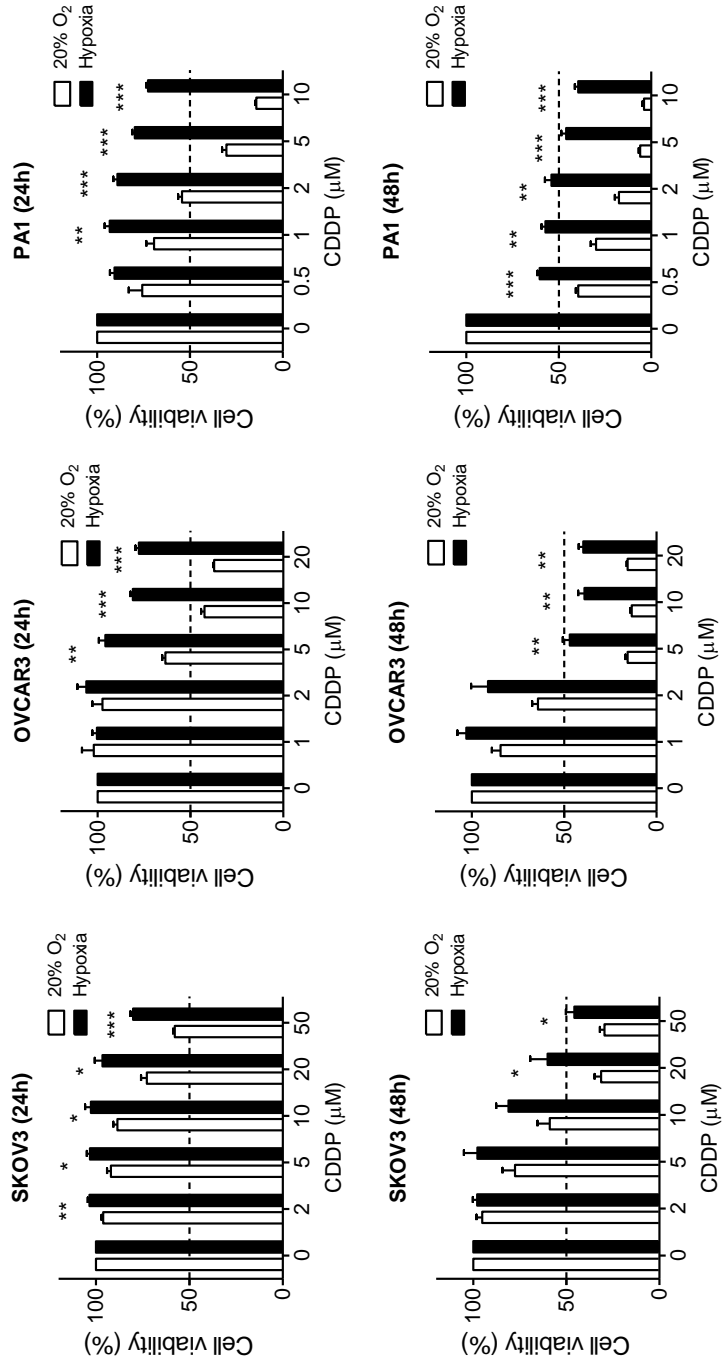 SKOV3 (24h)
20% O2
Hypoxia
Cell viability (%)
100
50
0
** * * * ***
0 2 5 10 20 50
CDDP (μM)
OVCAR3 (24h)
20% O2
Hypoxia
Cell viability (%)
100
50
0
** *** ***
0 1 2 5 10 20
CDDP (μM)
PA1 (24h)
20% O2
Hypoxia
Cell viability (%)
100
50
0
** *** *** ***
0 0.5 1 2 5 10
CDDP (μM)
SKOV3 (48h)
20% O2
Hypoxia
Cell viability (%)
100
50
0
* *
0 2 5 10 20 50
CDDP (μM)
OVCAR3 (48h)
20% O2
Hypoxia
Cell viability (%)
100
50
0
** ** **
0 1 2 5 10 20
CDDP (μM)
PA1 (48h)
20% O2
Hypoxia
Cell viability (%)
100
50
0
*** ** ** *** ***
0 0.5 1 2 5 10
CDDP (μM)